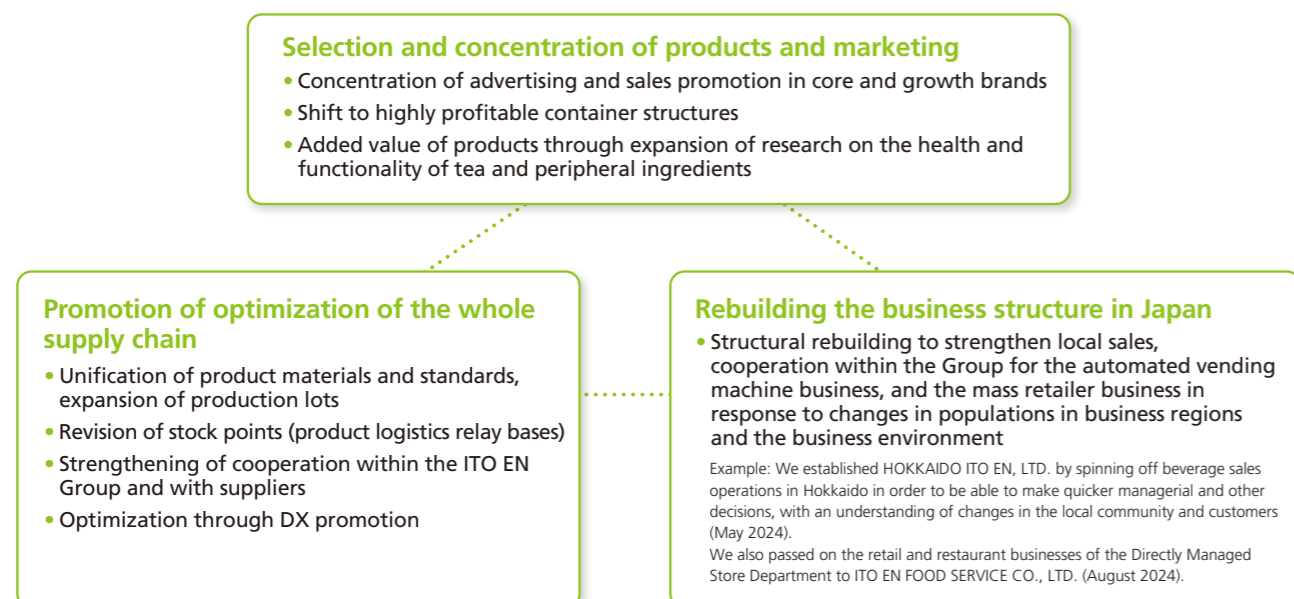 Selection and concentration of products and marketing
• Concentration of advertising and sales promotion in core and growth brands
• Shift to highly profitable container structures
• Added value of products through expansion of research on the health and
functionality of tea and peripheral ingredients
Promotion of optimization of the whole
supply chain
• Unification of product materials and standards,
expansion of production lots
• Revision of stock points (product logistics relay bases)
• Strengthening of cooperation within the ITO EN
Group and with suppliers
• Optimization through DX promotion
Rebuilding the business structure in Japan
• Structural rebuilding to strengthen local sales,
cooperation within the Group for the automated vending
machine business, and the mass retailer business in
response to changes in populations in business regions
and the business environment
Example: We established HOKKAIDO ITO EN, LTD. by spinning off beverage sales
operations in Hokkaido in order to be able to make quicker managerial and other
decisions, with an understanding of changes in the local community and customers
(May 2024).
We also passed on the retail and restaurant businesses of the Directly Managed
Store Department to ITO EN FOOD SERVICE CO., LTD. (August 2024).